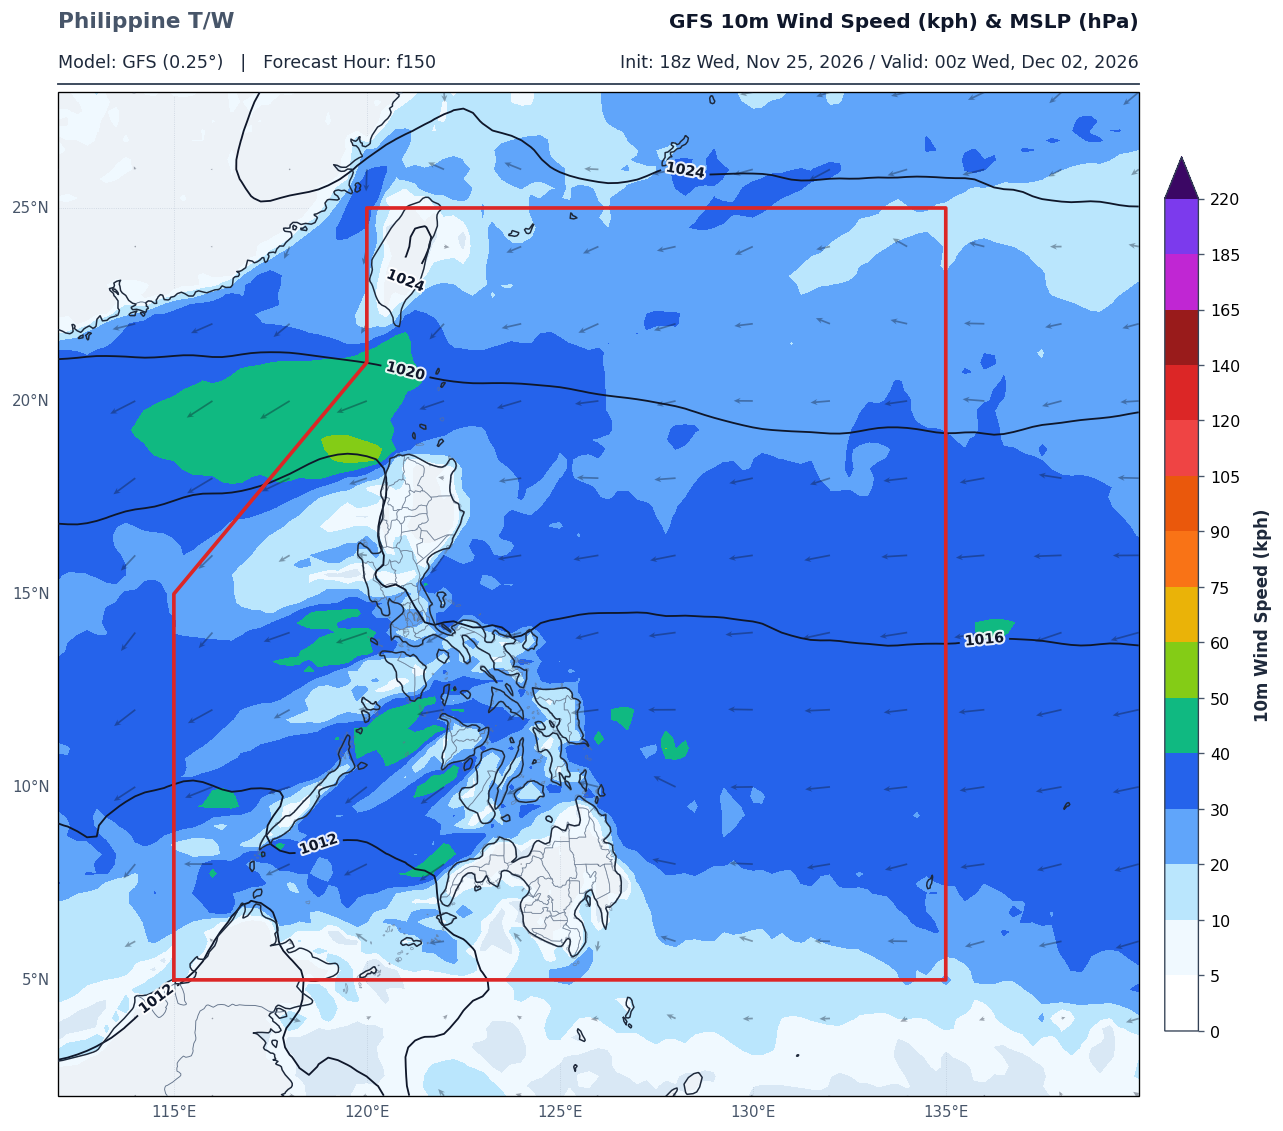 Philippine T/W
GFS 10m Wind Speed (kph) & MSLP (hPa)
Model: GFS (0.25°)   |   Forecast Hour: f150
Init: 18z Wed, Nov 25, 2026 / Valid: 00z Wed, Dec 02, 2026
1024
1024
1020
1016
1012
1012
25°N
20°N
15°N
10°N
5°N
115°E
120°E
125°E
130°E
135°E
220
185
165
140
120
105
90
75
60
50
40
30
20
10
5
0
10m Wind Speed (kph)